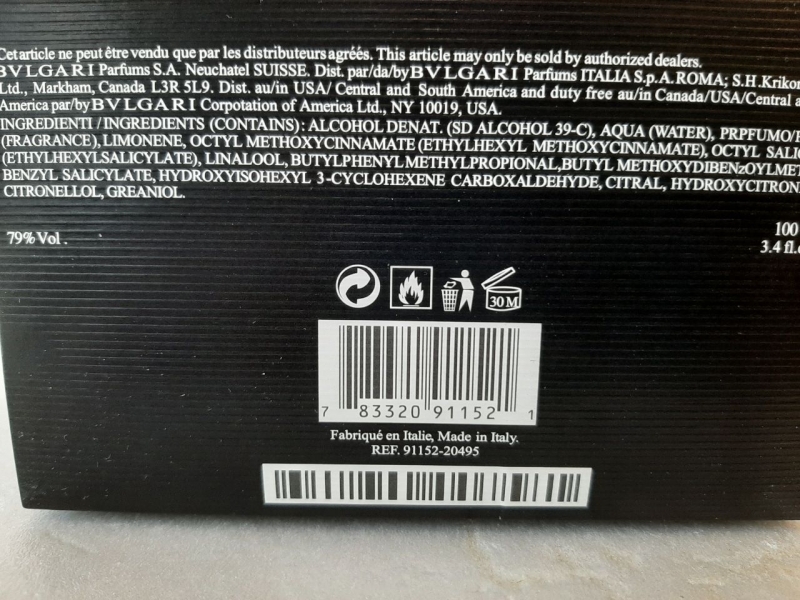 Cet article ne peut être vendu que par les distributeurs agréés. This article may only be sold by authorized dealers.
BVLGARI Parfums S.A. Neuchatel SUISSE. Dist. par/da/by BVLGARI Parfums ITALIA S.p.A. ROMA; S.H. Krikor
Ltd., Markham, Canada L3R 5L9. Dist. au/in USA/ Central and South America and duty free au/in Canada/USA/Central a
America par/by BVLGARI Corpotation of America Ltd., NY 10019, USA.
INGREDIENTI / INGREDIENTS (CONTAINS): ALCOHOL DENAT. (SD ALCOHOL 39-C), AQUA (WATER), PRPFUMO/P
(FRAGRANCE), LIMONENE, OCTYL METHOXYCINNAMATE (ETHYLHEXYL METHOXYCINNAMATE), OCTYL SALIC
(ETHYLHEXYLSALICYLATE), LINALOOL, BUTYLPHENYL METHYLPROPIONAL, BUTYL METHOXYDIBENzOYLMET
BENZYL SALICYLATE, HYDROXYISOHEXYL 3-CYCLOHEXENE CARBOXALDEHYDE, CITRAL, HYDROXYCITRON
CITRONELLOL, GREANIOL.
79% Vol .
100
3.4 fl.
30 M
7 83320 91152 1
Fabriqué en Italie, Made in Italy.
REF. 91152-20495